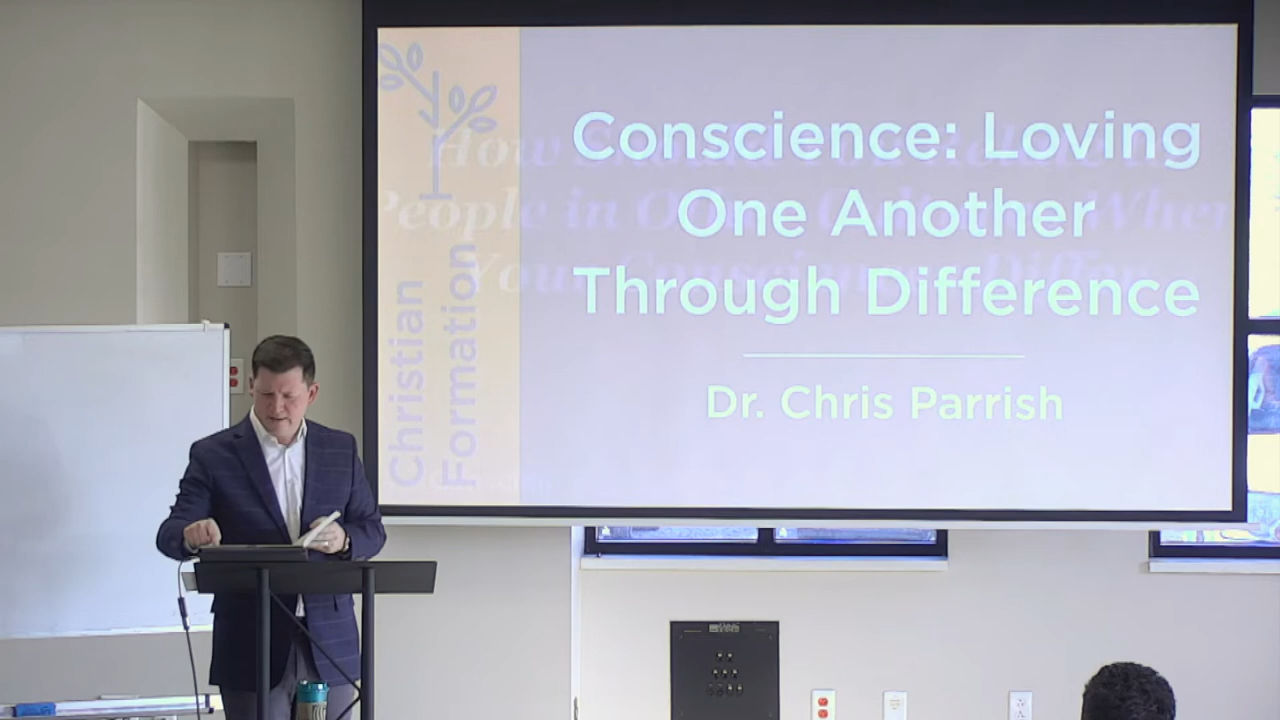 Christian
Formation
Conscience: Loving
One Another
Through Difference
Dr. Chris Parrish